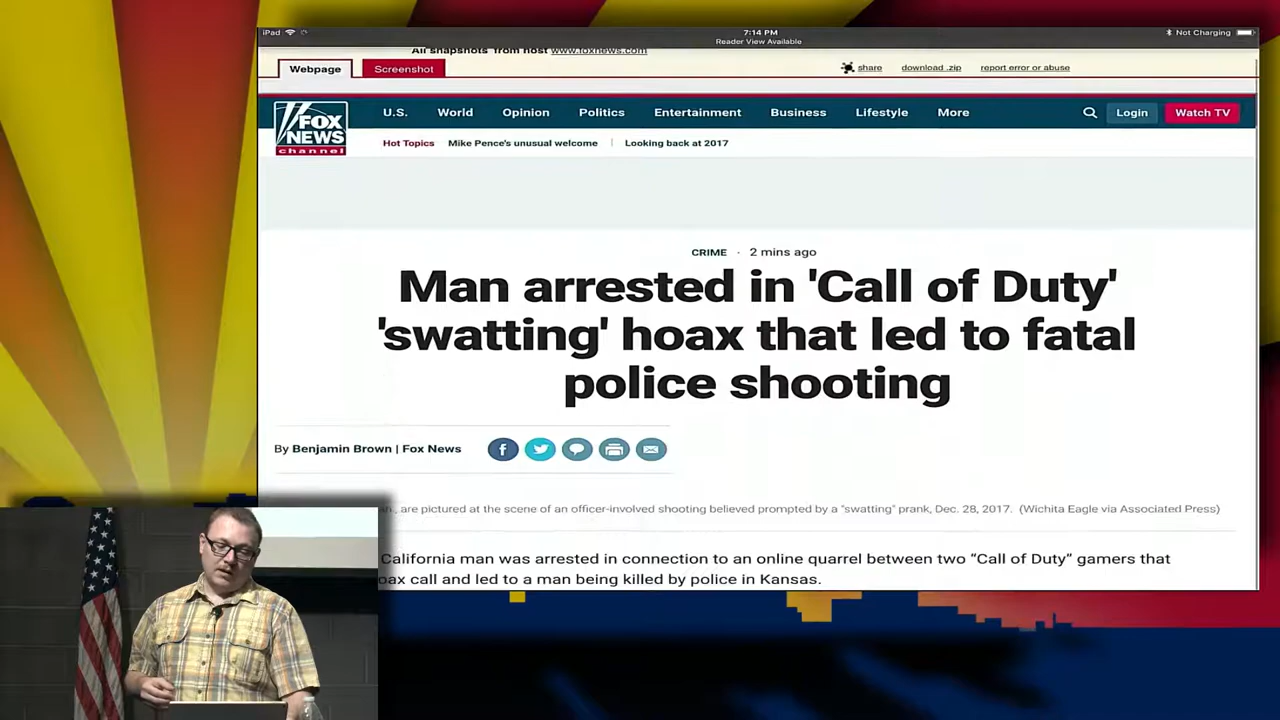 iPad
7:14 PM
Not Charging
Reader View Available
All snapshots from host www.foxnews.com
Webpage
Screenshot
share
download .zip
report error or abuse
FOX
NEWS
channel
U.S.
World
Opinion
Politics
Entertainment
Business
Lifestyle
More
Login
Watch TV
Hot Topics
Mike Pence's unusual welcome
Looking back at 2017
CRIME · 2 mins ago
Man arrested in 'Call of Duty'
'swatting' hoax that led to fatal
police shooting
By Benjamin Brown | Fox News
are pictured at the scene of an officer-involved shooting believed prompted by a "swatting" prank, Dec. 28, 2017. (Wichita Eagle via Associated Press)
California man was arrested in connection to an online quarrel between two “Call of Duty” gamers that
call and led to a man being killed by police in Kansas.